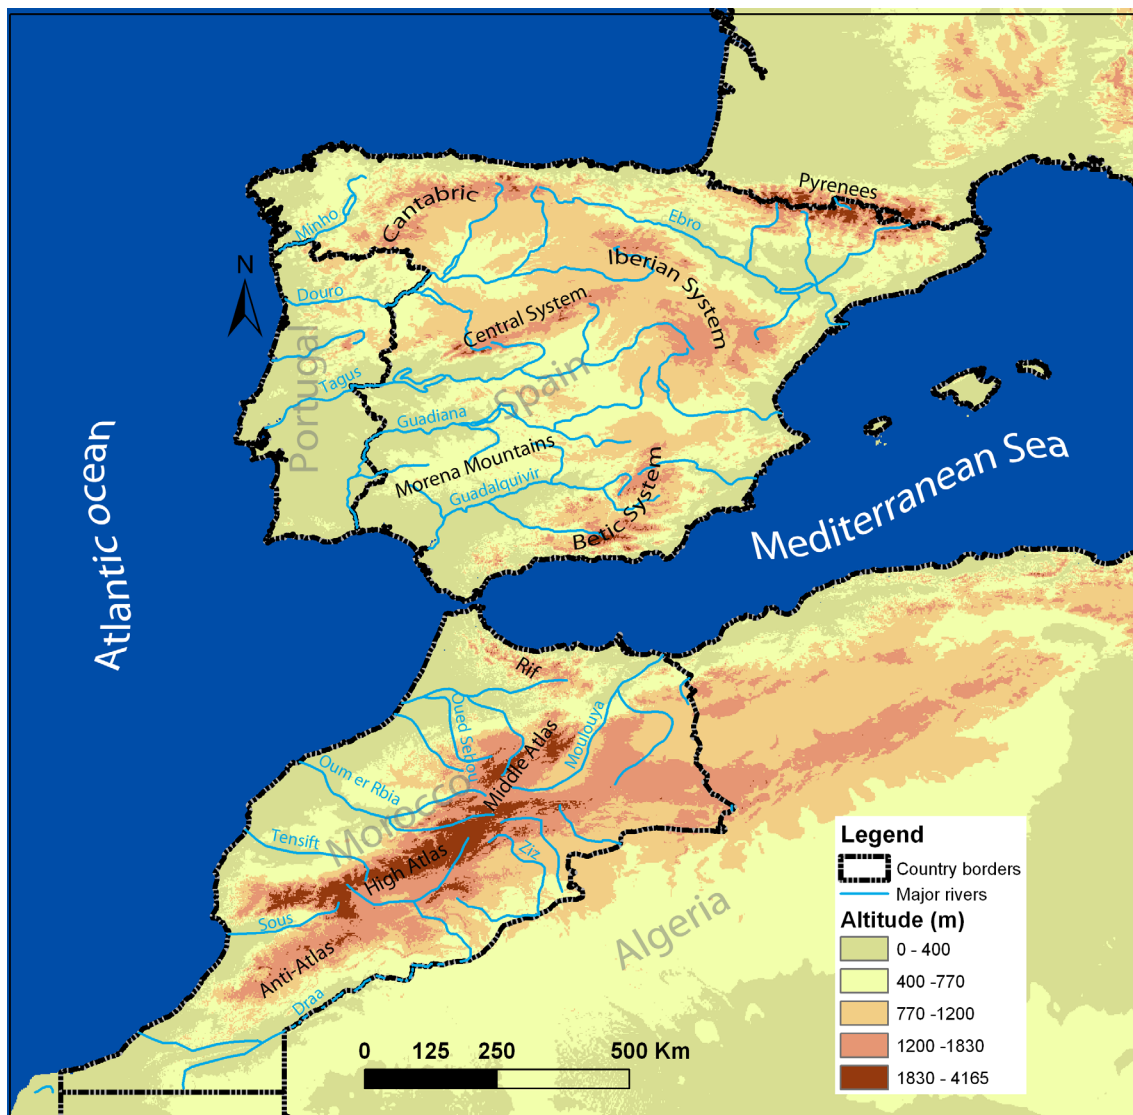 Pyrenees
Cantabric
Ebro
Minho
Iberian System
N
Douro
Central System
Portugal
Tagus
Spain
Guadiana
Morena Mountains
Guadalquivir
Betic System
Atlantic ocean
Mediterranean Sea
Rif
Oued Sebou
Moulouya
Middle Atlas
Oum er Rbia
Morocco
Tensift
High Atlas
Ziz
Sous
Anti-Atlas
Draa
Algeria
Legend
Country borders
Major rivers
Altitude (m)
0 - 400
400 -770
770 -1200
1200 -1830
1830 - 4165
0 125 250 500 Km